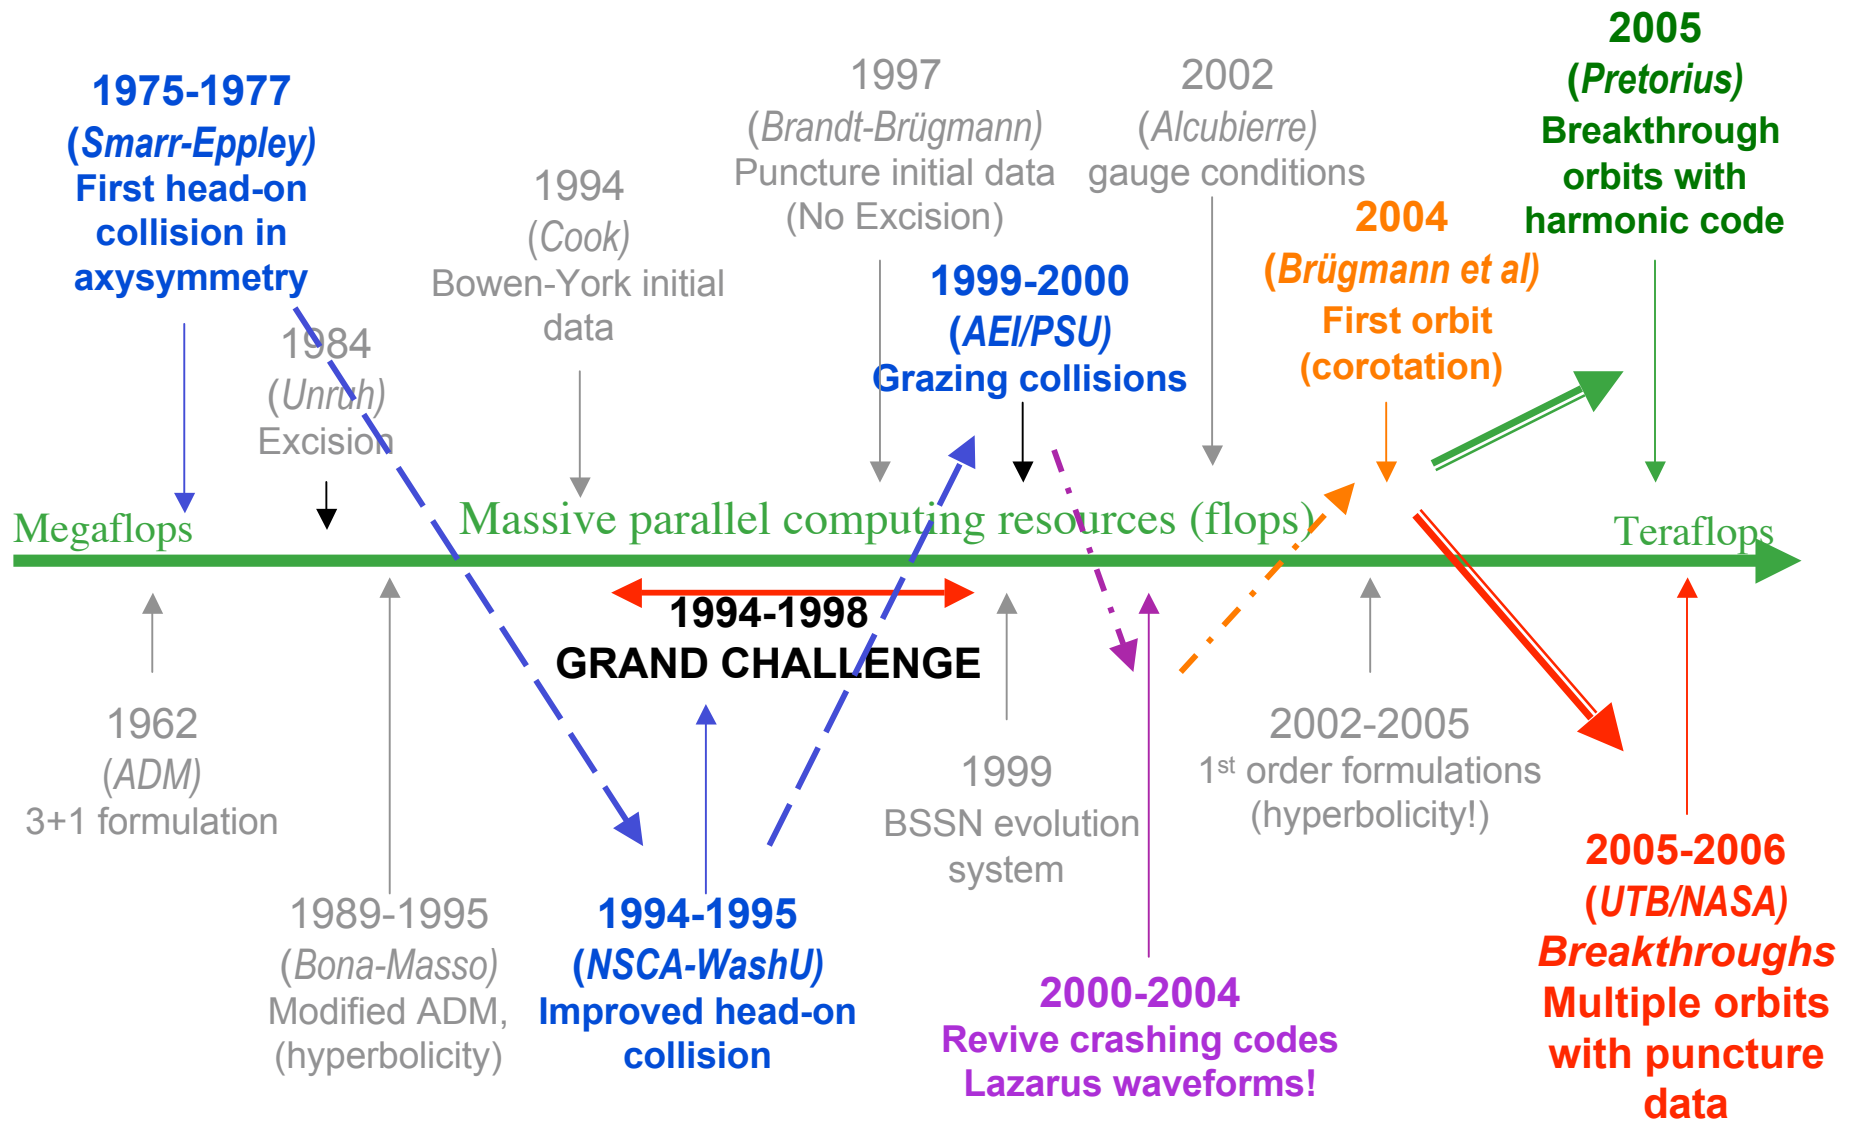 1975-1977
(Smarr-Eppley)
First head-on
collision in
axysymmetry
1984
(Unruh)
Excision
1994
(Cook)
Bowen-York initial
data
1997
(Brandt-Brügmann)
Puncture initial data
(No Excision)
1999-2000
(AEI/PSU)
Grazing collisions
2002
(Alcubierre)
gauge conditions
2004
(Brügmann et al)
First orbit
(corotation)
2005
(Pretorius)
Breakthrough
orbits with
harmonic code
Megaflops
Massive parallel computing resources (flops)
Teraflops
1994-1998
GRAND CHALLENGE
1962
(ADM)
3+1 formulation
1989-1995
(Bona-Masso)
Modified ADM,
(hyperbolicity)
1994-1995
(NSCA-WashU)
Improved head-on
collision
1999
BSSN evolution
system
2000-2004
Revive crashing codes
Lazarus waveforms!
2002-2005
1st order formulations
(hyperbolicity!)
2005-2006
(UTB/NASA)
Breakthroughs
Multiple orbits
with puncture
data